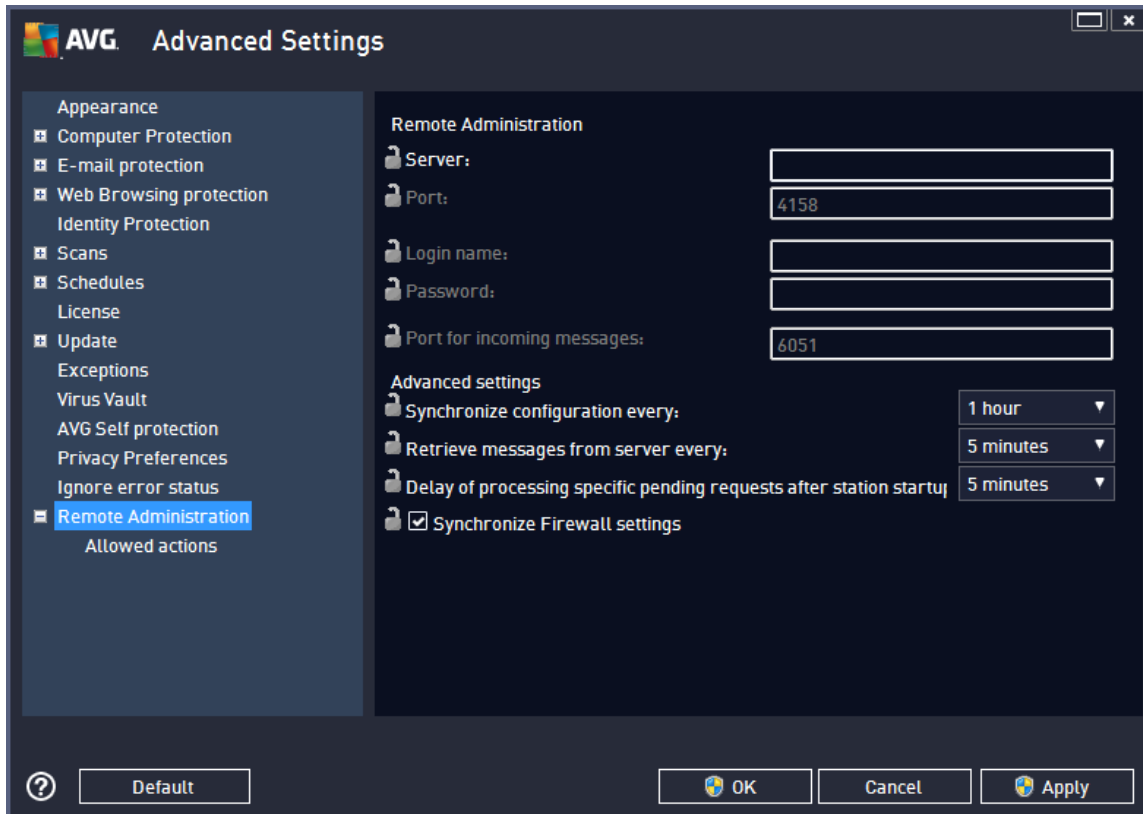 AVG. Advanced Settings
Appearance
Computer Protection
E-mail protection
Web Browsing protection
Identity Protection
Scans
Schedules
License
Update
Exceptions
Virus Vault
AVG Self protection
Privacy Preferences
Ignore error status
Remote Administration
Allowed actions
Remote Administration
Server:
Port: 4158
Login name:
Password:
Port for incoming messages: 6051
Advanced settings
Synchronize configuration every: 1 hour
Retrieve messages from server every: 5 minutes
Delay of processing specific pending requests after station startup 5 minutes
Synchronize Firewall settings
? Default OK Cancel Apply